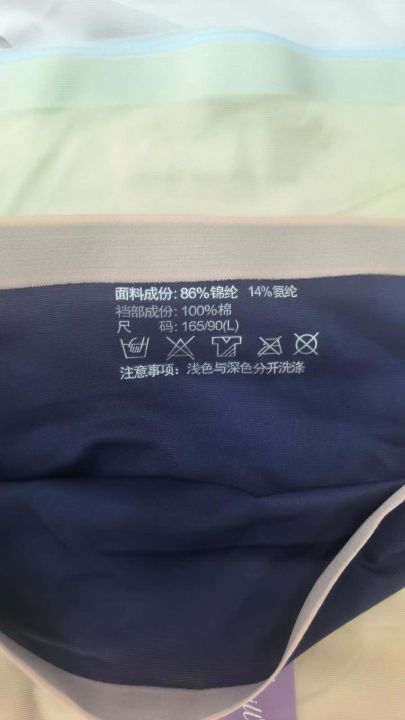 面料成份: 86%锦纶 14%氨纶
裆部成份: 100%棉
尺 码: 165/90(L)
注意事项: 浅色与深色分开洗涤